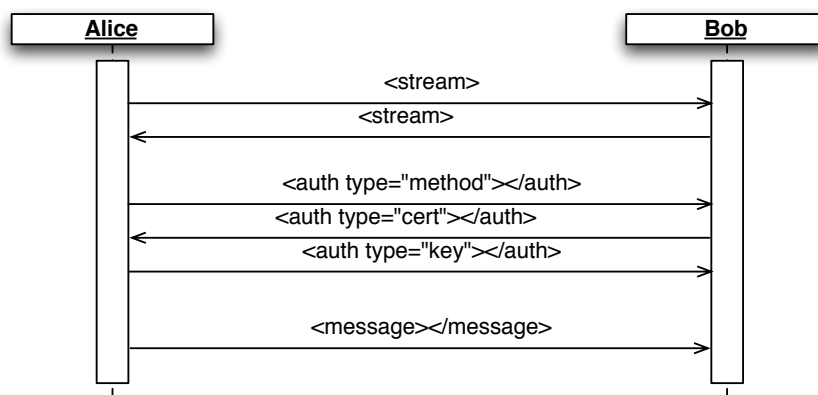 Alice
Bob
<stream>
<stream>
<auth type="method"></auth>
<auth type="cert"></auth>
<auth type="key"></auth>
<message></message>